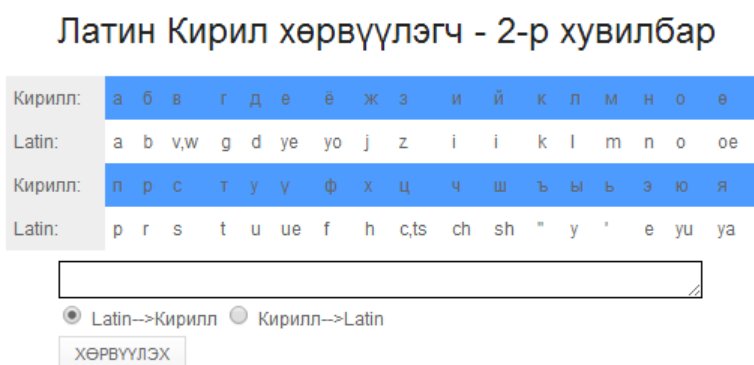 Латин Кирил хөрвүүлэгч - 2-р хувилбар
Кирилл: а б в г д е ё ж з и й к л м н о ө
Latin: a b v,w g d ye yo j z i i k l m n o oe
Кирилл: п р с т у ү ф х ц ч ш ъ ы ь э ю я
Latin: p r s t u ue f h c,ts ch sh " y ' e yu ya
Latin-->Кирилл Кирилл-->Latin
ХӨРВҮҮЛЭХ